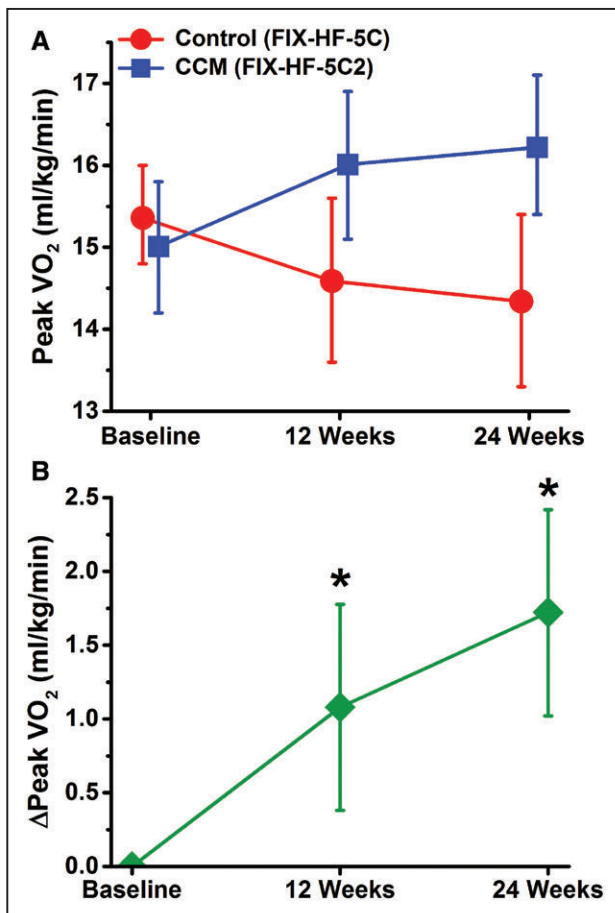 A
Control (FIX-HF-5C)
CCM (FIX-HF-5C2)
Peak VO₂ (ml/kg/min)
17
16
15
14
13
Baseline
12 Weeks
24 Weeks
B
ΔPeak VO₂ (ml/kg/min)
2.5
2.0
1.5
1.0
0.5
0.0
*
*
Baseline
12 Weeks
24 Weeks